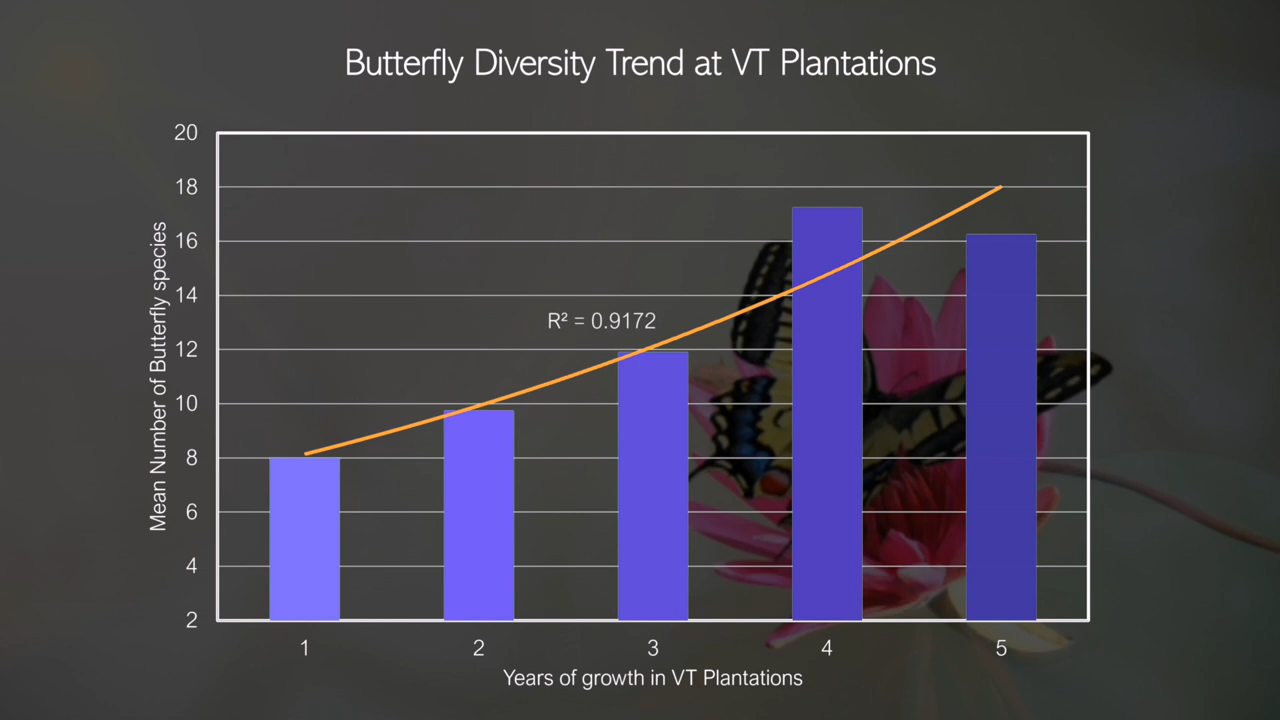 Butterfly Diversity Trend at VT Plantations
20
18
16
14
12
10
8
6
4
2
Mean Number of Butterfly species
R² = 0.9172
1 2 3 4 5
Years of growth in VT Plantations